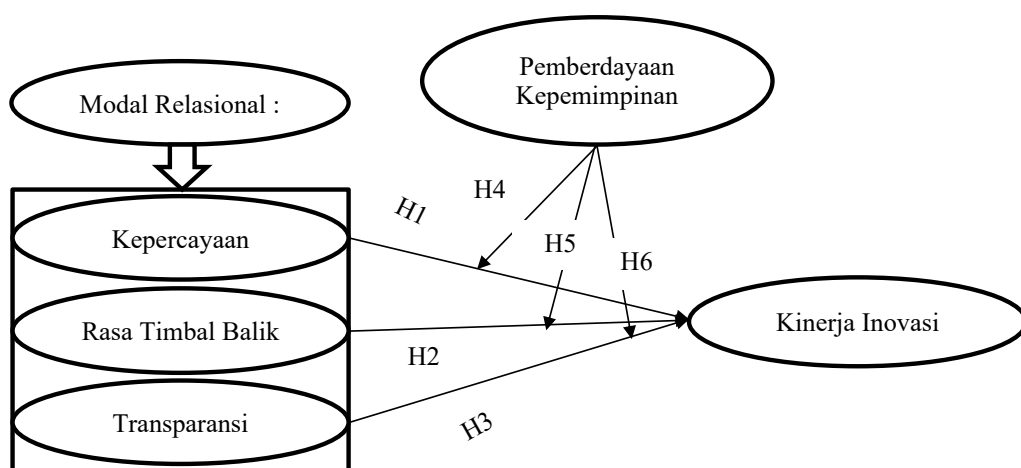 Pemberdayaan
Kepemimpinan
Modal Relasional :
H4
H1
Kepercayaan
H5
H6
Rasa Timbal Balik
Kinerja Inovasi
H2
Transparansi
H3